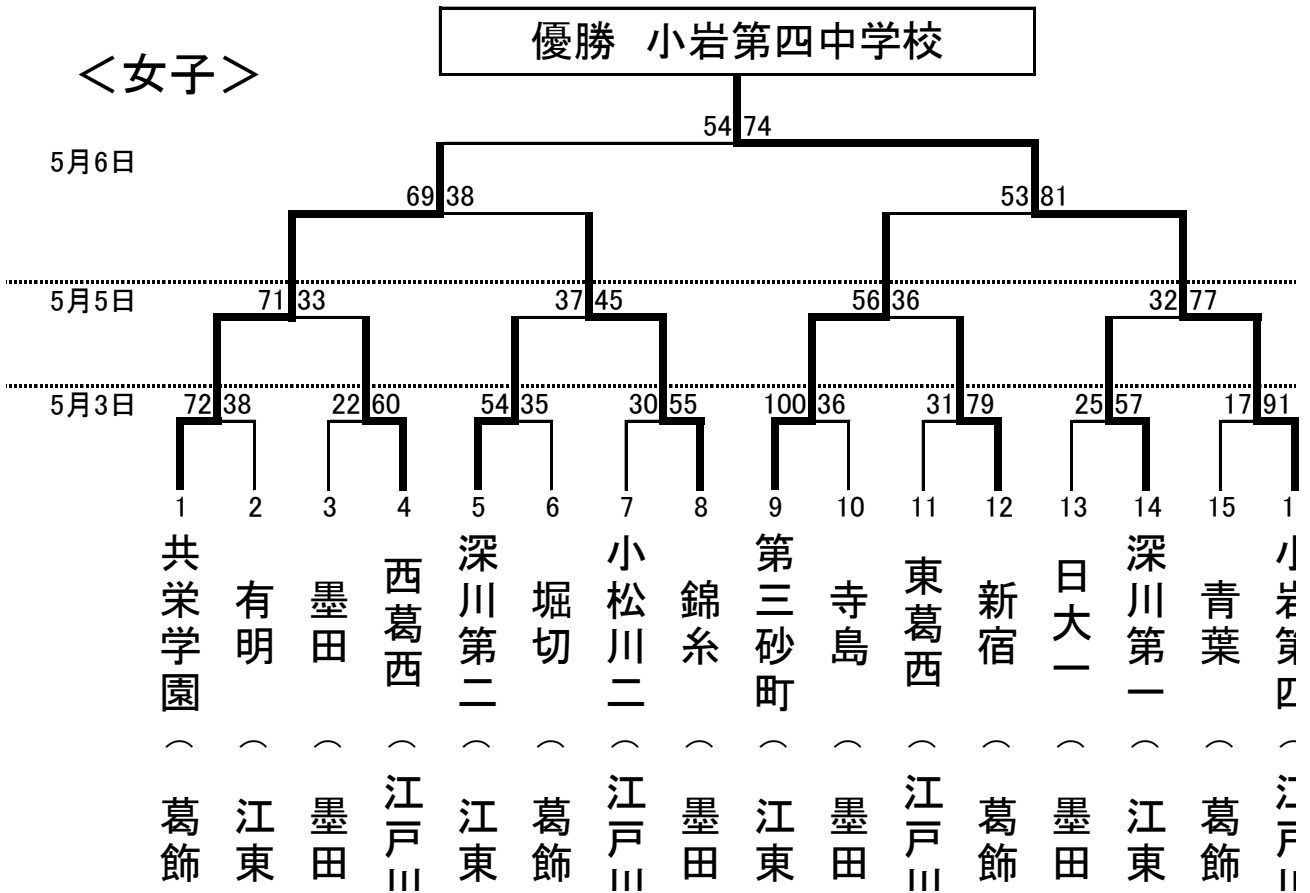 優勝 小岩第四中学校
＜女子＞
54 74
5月6日
69 38 53 81
5月5日 71 33 37 45 56 36 32 77
5月3日 72 38 22 60 54 35 30 55 100 36 31 79 25 57 17 91
1 2 3 4 5 6 7 8 9 10 11 12 13 14 15
共栄学園（葛飾
有明（江東
墨田（墨田
西葛西（江戸川
深川第二（江東
堀切（葛飾
小松川二（江戸川
錦糸（墨田
第三砂町（江東
寺島（墨田
東葛西（江戸川
新宿（葛飾
日大一（墨田
深川第一（江東
青葉（葛飾
小岩第四（江戸川